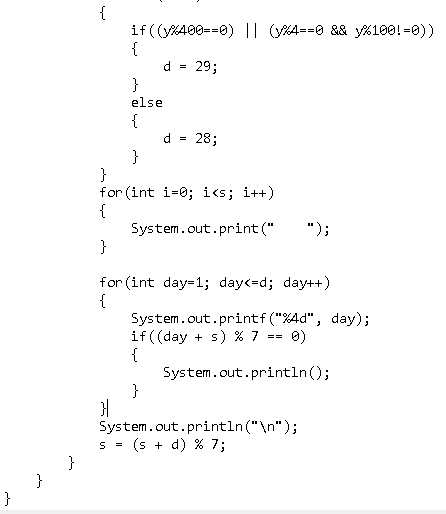 {
if((y%400==0) || (y%4==0 && y%100!=0))
{
d = 29;
}
else
{
d = 28;
}
}
for(int i=0; i<s; i++)
{
System.out.print("    ");
}
for(int day=1; day<=d; day++)
{
System.out.printf("%4d", day);
if((day + s) % 7 == 0)
{
System.out.println();
}
}
System.out.println("\n");
s = (s + d) % 7;
}
}
}